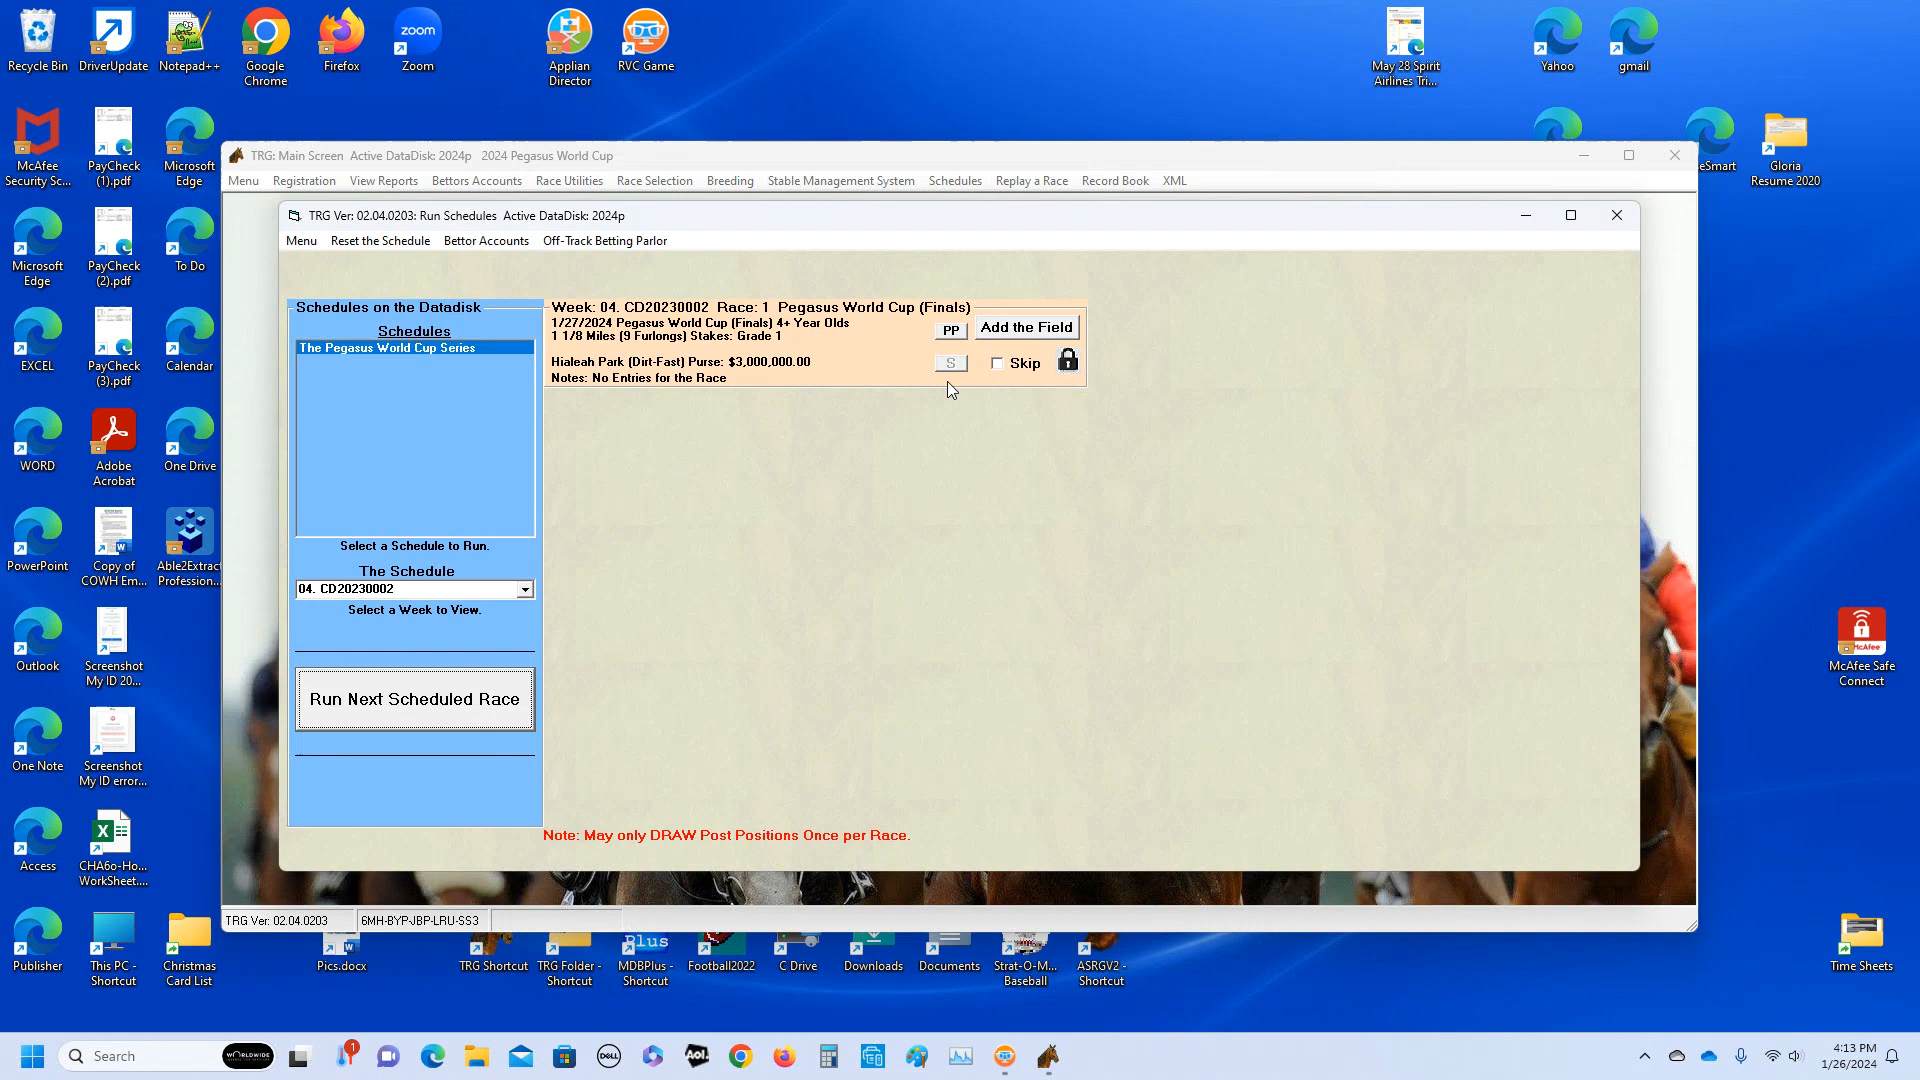 Recycle Bin
DriverUpdate
Notepad++
Google
Chrome
Firefox
zoom
Zoom
Applian
Director
RVC Game
May 28 Spirit
Airlines Tri...
Yahoo
gmail
McAfee
Security Sc...
PayCheck
(1).pdf
Microsoft
Edge
eSmart
Gloria
Resume 2020
TRG: Main Screen Active DataDisk: 2024p 2024 Pegasus World Cup
Menu Registration View Reports Bettors Accounts Race Utilities Race Selection Breeding Stable Management System Schedules Replay a Race Record Book XML
TRG Ver: 02.04.0203: Run Schedules Active DataDisk: 2024p
Menu Reset the Schedule Bettor Accounts Off-Track Betting Parlor
Microsoft
Edge
PayCheck
(2).pdf
To Do
Schedules on the Datadisk
Schedules
The Pegasus World Cup Series
Select a Schedule to Run.
The Schedule
04. CD20230002
Select a Week to View.
Run Next Scheduled Race
Week: 04. CD20230002 Race: 1 Pegasus World Cup (Finals)
1/27/2024 Pegasus World Cup (Finals) 4+ Year Olds
1 1/8 Miles (9 Furlongs) Stakes: Grade 1
PP
Add the Field
Hialeah Park (Dirt-Fast) Purse: $3,000,000.00
S
Skip
Notes: No Entries for the Race
Note: May only DRAW Post Positions Once per Race.
EXCEL
PayCheck
(3).pdf
Calendar
WORD
Adobe
Acrobat
One Drive
PowerPoint
Copy of
COWH Em...
Able2Extract
Profession...
Outlook
Screenshot
My ID 20...
McAfee
McAfee Safe
Connect
One Note
Screenshot
My ID error...
Access
CHA6o-Ho...
WorkSheet....
TRG Ver: 02.04.0203
6MH-BYP-JBP-LRU-SS3
Publisher
This PC -
Shortcut
Christmas
Card List
Pics.docx
TRG Shortcut
TRG Folder -
Shortcut
Plus
MDBPlus -
Shortcut
Football2022
C Drive
Downloads
Documents
Strat-O-M...
Baseball
ASRGV2 -
Shortcut
Time Sheets
Search
WORLDWIDE
1
DELL
Aol.
4:13 PM
1/26/2024